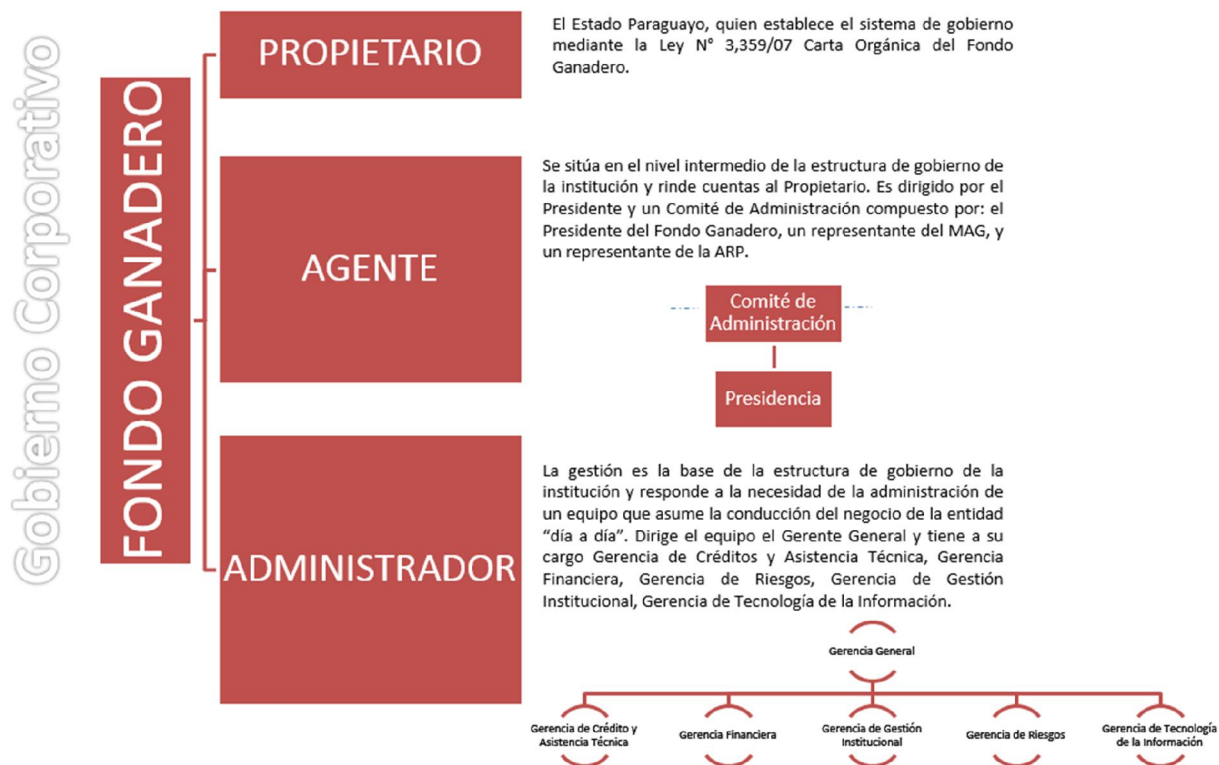 Gobierno Corporativo
FONDO GANADERO
PROPIETARIO
El Estado Paraguayo, quien establece el sistema de gobierno
mediante la Ley N° 3,359/07 Carta Orgánica del Fondo
Ganadero.
AGENTE
Se sitúa en el nivel intermedio de la estructura de gobierno de
la institución y rinde cuentas al Propietario. Es dirigido por el
Presidente y un Comité de Administración compuesto por: el
Presidente del Fondo Ganadero, un representante del MAG, y
un representante de la ARP.
Comité de
Administración
Presidencia
ADMINISTRADOR
La gestión es la base de la estructura de gobierno de la
institución y responde a la necesidad de la administración de
un equipo que asume la conducción del negocio de la entidad
“día a día”. Dirige el equipo el Gerente General y tiene a su
cargo Gerencia de Créditos y Asistencia Técnica, Gerencia
Financiera, Gerencia de Riesgos, Gerencia de Gestión
Institucional, Gerencia de Tecnología de la Información.
Gerencia General
Gerencia de Crédito y
Asistencia Técnica
Gerencia Financiera
Gerencia de Gestión
Institucional
Gerencia de Riesgos
Gerencia de Tecnología
de la Información